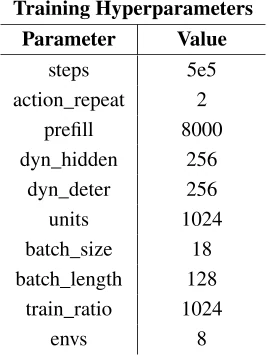 Training Hyperparameters
Parameter Value
steps 5e5
action_repeat 2
prefill 8000
dyn_hidden 256
dyn_deter 256
units 1024
batch_size 18
batch_length 128
train_ratio 1024
envs 8